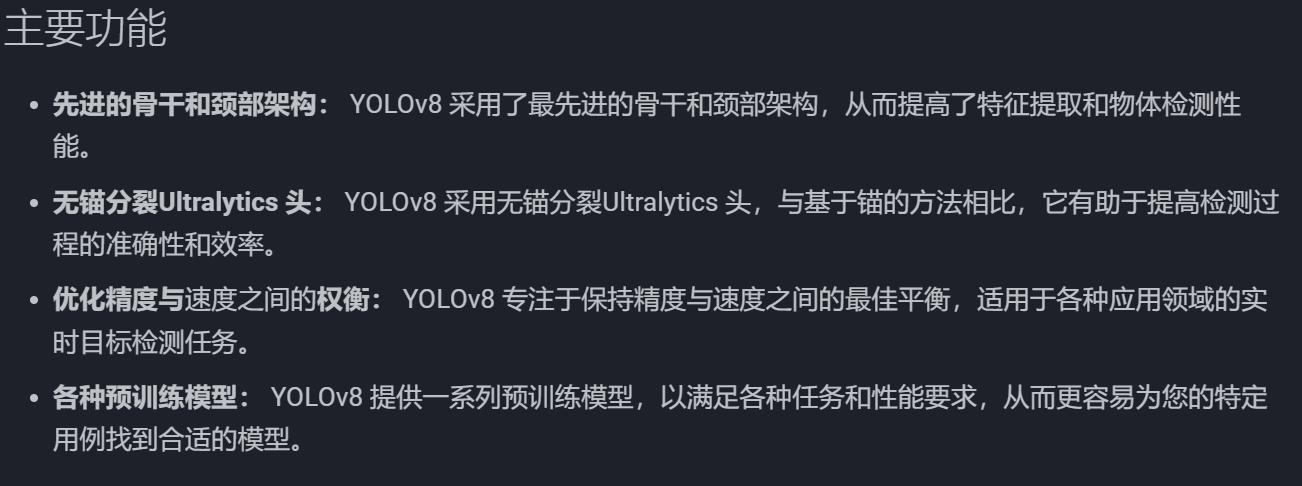 主要功能
• 先进的骨干和颈部架构： YOLOv8 采用了最先进的骨干和颈部架构，从而提高了特征提取和物体检测性
能。
• 无锚分裂Ultralytics 头： YOLOv8 采用无锚分裂Ultralytics 头，与基于锚的方法相比，它有助于提高检测过
程的准确性和效率。
• 优化精度与速度之间的权衡： YOLOv8 专注于保持精度与速度之间的最佳平衡，适用于各种应用领域的实
时目标检测任务。
• 各种预训练模型： YOLOv8 提供一系列预训练模型，以满足各种任务和性能要求，从而更容易为您的特定
用例找到合适的模型。